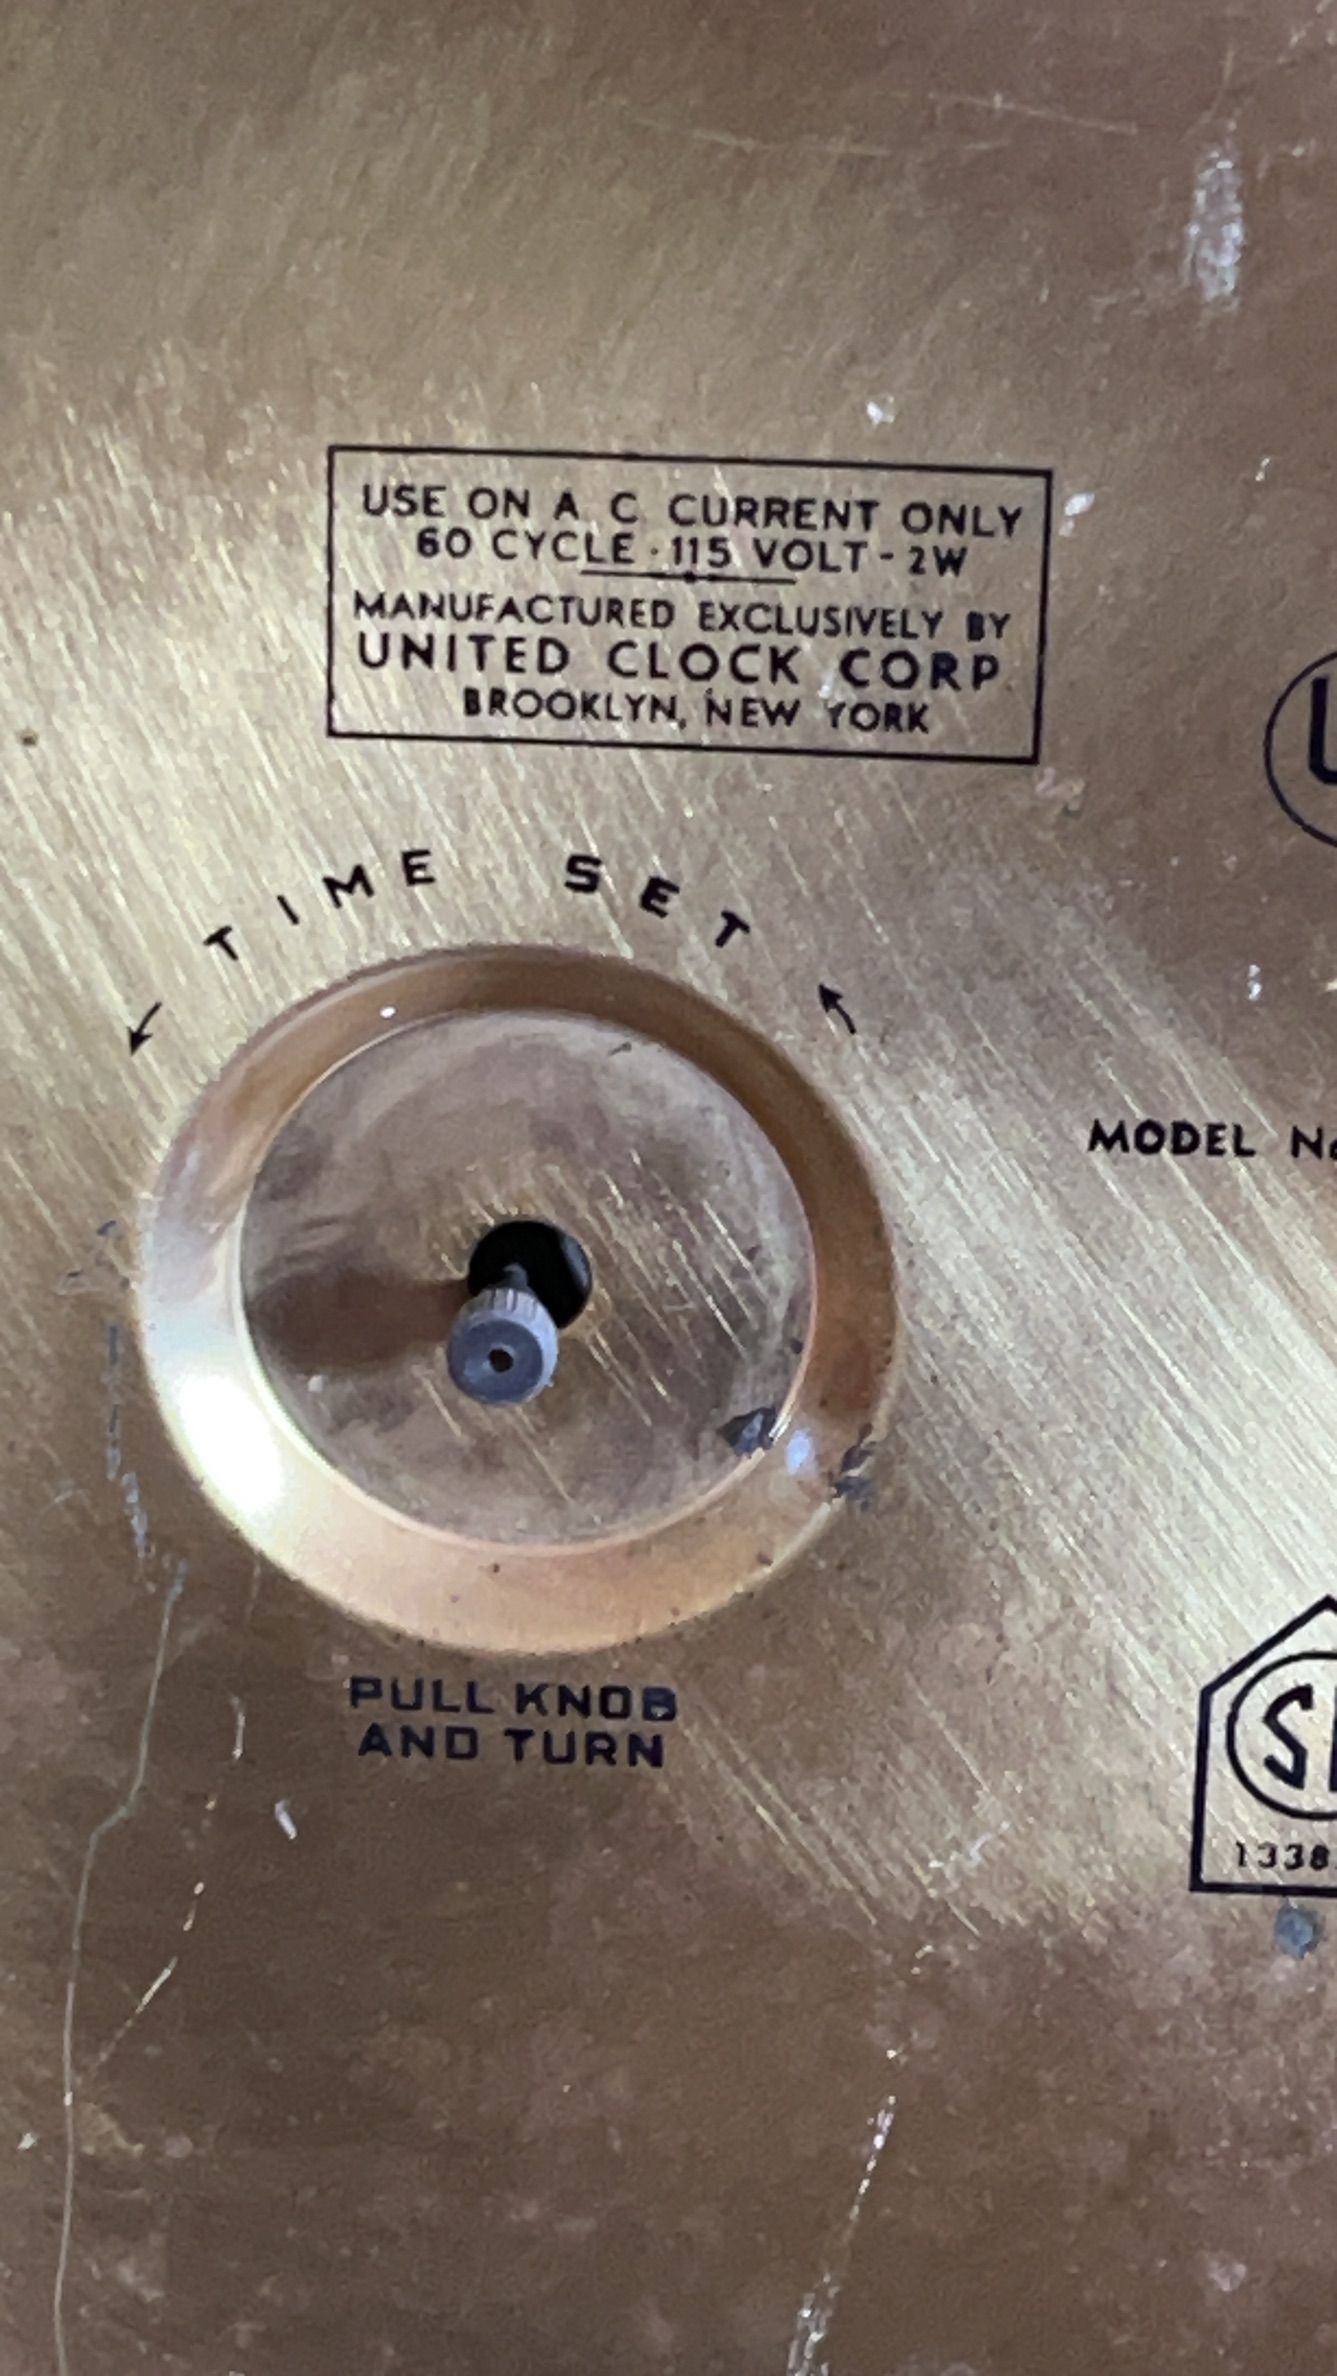 USE ON A C CURRENT ONLY
60 CYCLE · 115 VOLT - 2W
MANUFACTURED EXCLUSIVELY BY
UNITED CLOCK CORP.
BROOKLYN, NEW YORK
U
TIME SET
MODEL No
PULL KNOB
AND TURN
S
1338